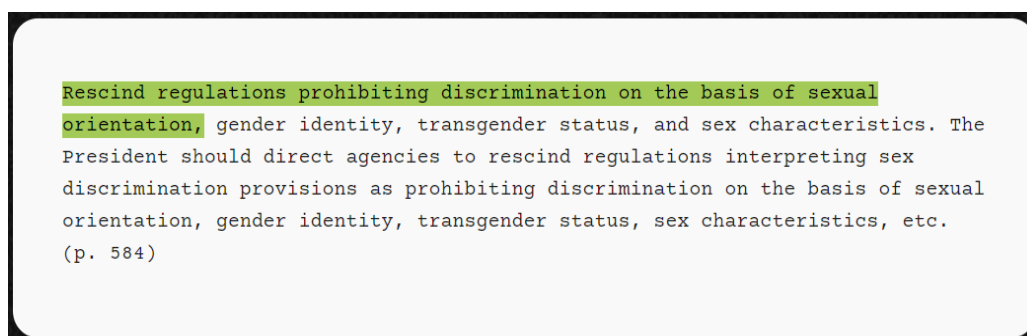 Rescind regulations prohibiting discrimination on the basis of sexual
orientation, gender identity, transgender status, and sex characteristics. The
President should direct agencies to rescind regulations interpreting sex
discrimination provisions as prohibiting discrimination on the basis of sexual
orientation, gender identity, transgender status, sex characteristics, etc.
(p. 584)